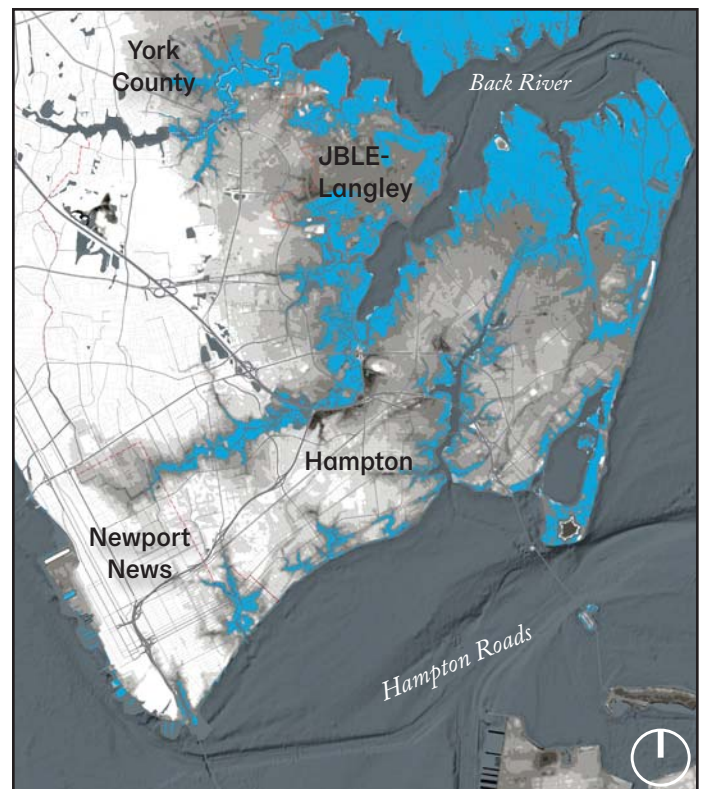 York
County
Back River
JBLE-
Langley
Hampton
Newport
News
Hampton Roads